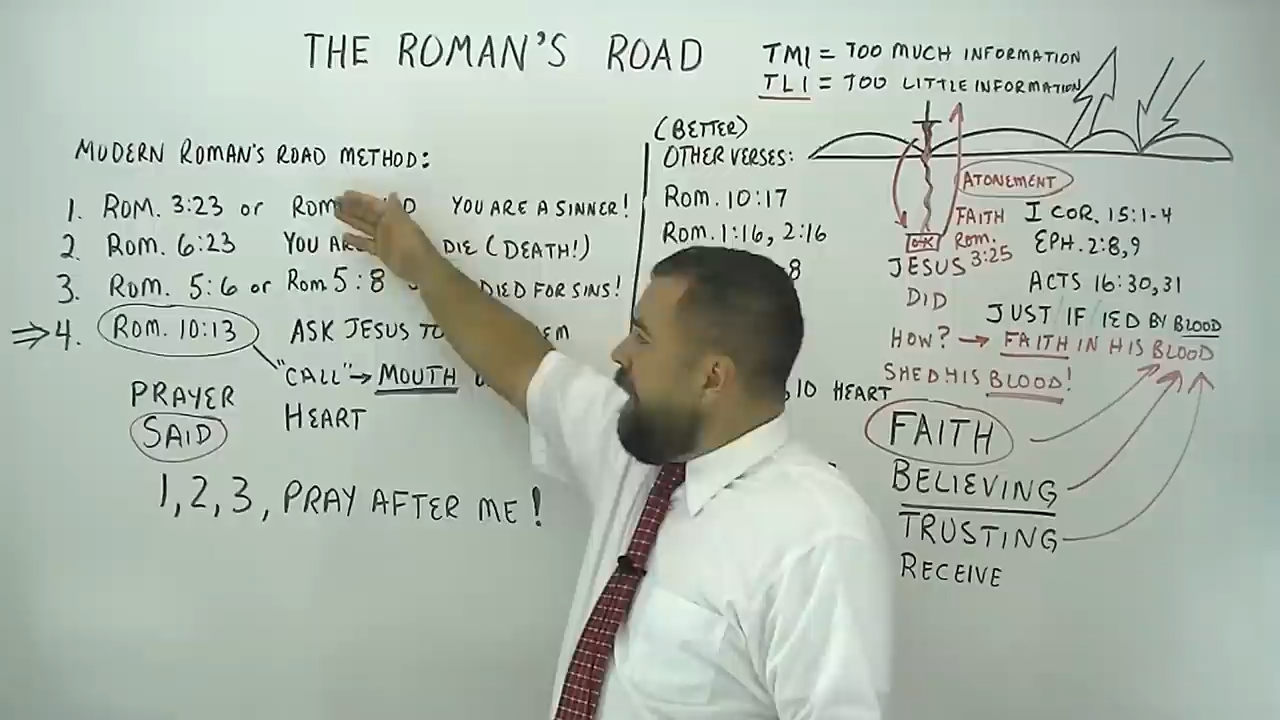 THE ROMAN'S ROAD
TMI = TOO MUCH INFORMATION
TLI = TOO LITTLE INFORMATION
MODERN ROMAN'S ROAD METHOD:
1. ROM. 3:23 or ROM YOU ARE A SINNER!
2. ROM. 6:23 YOU DIE (DEATH!)
3. ROM. 5:6 or ROM 5:8 DIED FOR SINS!
4. ROM. 10:13 ASK JESUS TO
"CALL" → MOUTH
HEART
PRAYER
SAID
1, 2, 3, PRAY AFTER ME!
(BETTER)
OTHER VERSES:
Rom. 10:17
Rom. 1:16, 2:16
8
10 HEART
ATONEMENT
FAITH
Rom.
3:25
JESUS
DID
HOW? → FAITH IN HIS BLOOD
SHED HIS BLOOD!
I COR. 15:1-4
EPH. 2:8,9
ACTS 16:30,31
JUST/IF/IED BY BLOOD
FAITH
BELIEVING
TRUSTING
RECEIVE